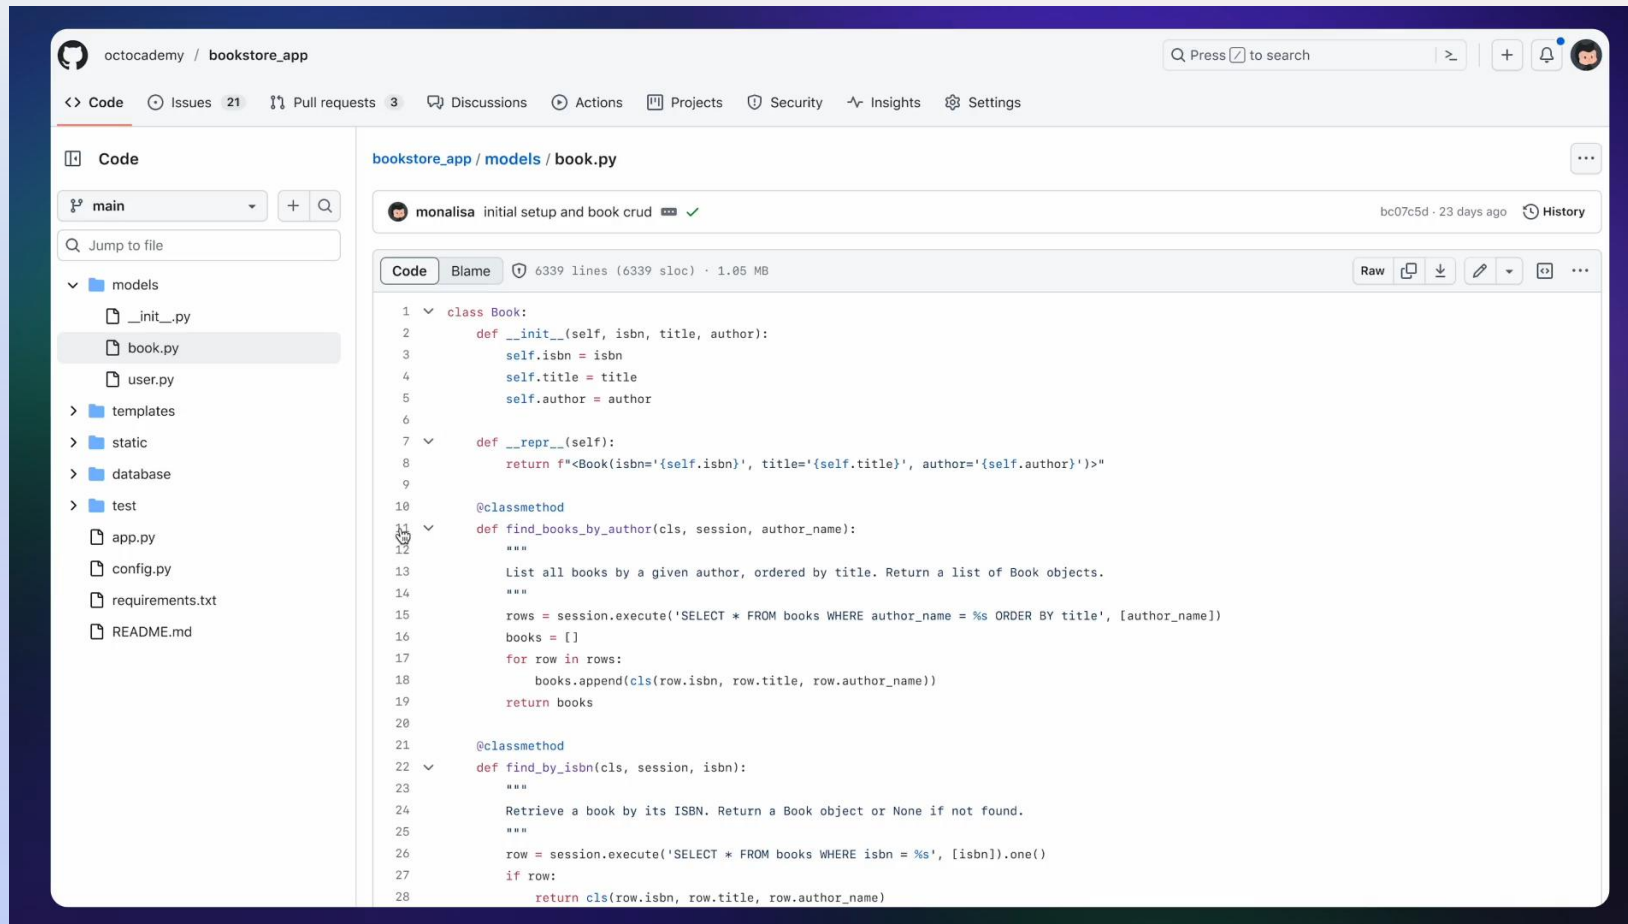 octocademy / bookstore_app
Press / to search
Code
Issues 21
Pull requests 3
Discussions
Actions
Projects
Security
Insights
Settings
Code
main
Jump to file
models
__init__.py
book.py
user.py
templates
static
database
test
app.py
config.py
requirements.txt
README.md
bookstore_app / models / book.py
monalisa initial setup and book crud
bc07c5d · 23 days ago
History
Code Blame 6339 lines (6339 sloc) · 1.05 MB
Raw
1 class Book:
2     def __init__(self, isbn, title, author):
3         self.isbn = isbn
4         self.title = title
5         self.author = author
6
7     def __repr__(self):
8         return f"<Book(isbn='{self.isbn}', title='{self.title}', author='{self.author}')>"
9
10     @classmethod
11     def find_books_by_author(cls, session, author_name):
12         """
13         List all books by a given author, ordered by title. Return a list of Book objects.
14         """
15         rows = session.execute('SELECT * FROM books WHERE author_name = %s ORDER BY title', [author_name])
16         books = []
17         for row in rows:
18             books.append(cls(row.isbn, row.title, row.author_name))
19         return books
20
21     @classmethod
22     def find_by_isbn(cls, session, isbn):
23         """
24         Retrieve a book by its ISBN. Return a Book object or None if not found.
25         """
26         row = session.execute('SELECT * FROM books WHERE isbn = %s', [isbn]).one()
27         if row:
28             return cls(row.isbn, row.title, row.author_name)